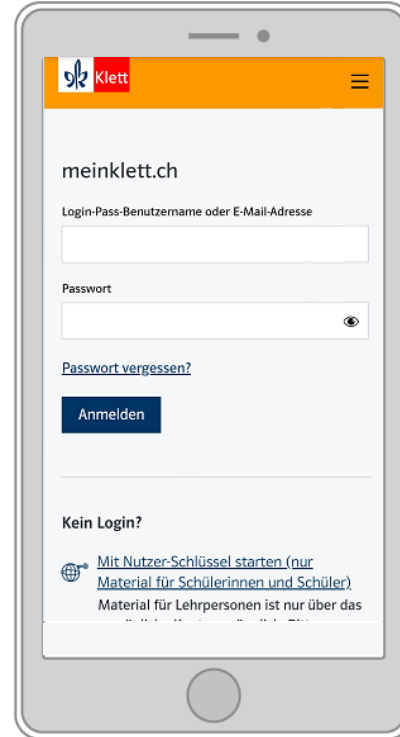 Klett
meinklett.ch
Login-Pass-Benutzername oder E-Mail-Adresse
Passwort
Passwort vergessen?
Anmelden
Kein Login?
Mit Nutzer-Schlüssel starten (nur
Material für Schülerinnen und Schüler)
Material für Lehrpersonen ist nur über das